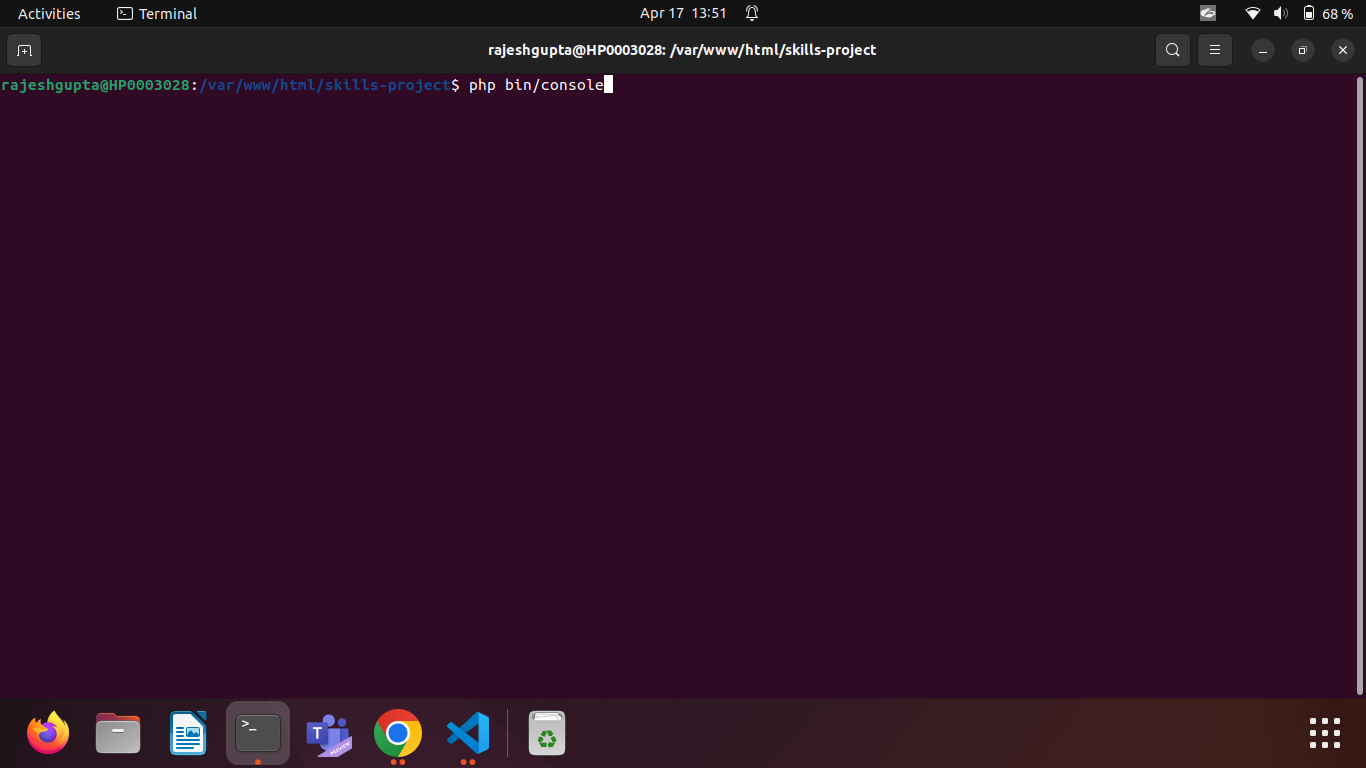 Activities
Terminal
Apr 17 13:51
68 %
rajeshgupta@HP0003028: /var/www/html/skills-project
rajeshgupta@HP0003028:/var/www/html/skills-project$ php bin/console
>_
T
PREVIEW